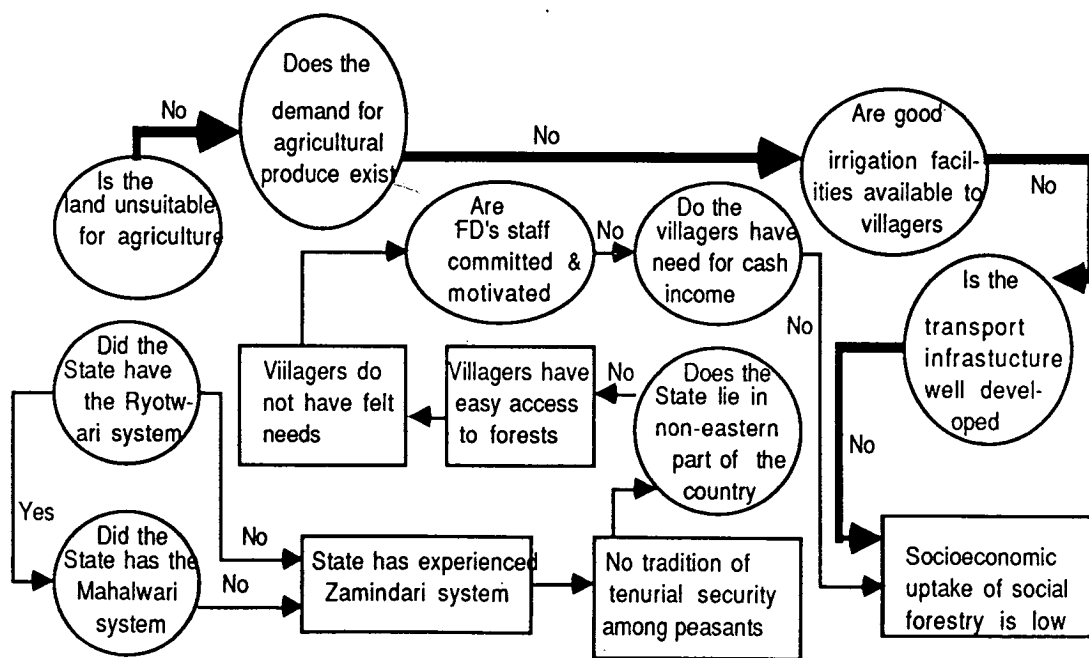 Does the
demand for
agricultural
produce exist
No
Is the
land unsuitable
for agriculture
No
Are good
irrigation facil-
ities available to
villagers
No
Are
FD's staff
committed &
motivated
No
Do the
villagers have
need for cash
income
No
Is the
transport
infrastucture
well devel-
oped
No
Did the
State have
the Ryotw-
ari system
Viilagers do
not have felt
needs
Villagers have
easy access
to forests
No
Does the
State lie in
non-eastern
part of the
country
Yes
Did the
State has the
Mahalwari
system
No
No
State has experienced
Zamindari system
No tradition of
tenurial security
among peasants
Socioeconomic
uptake of social
forestry is low